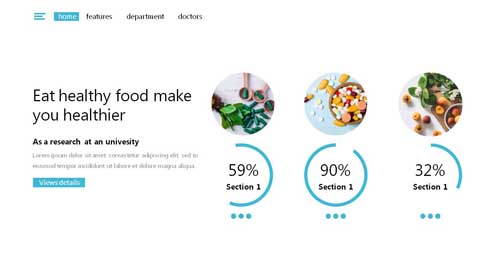 home features department doctors
Eat healthy food make
you healthier
As a research at an univesity
Lorem ipsum dolor sit amet consectetur adipiscing elit sed to
eiusmod tempor incididunt ut labore et dolore magna aliqua.
Views details
59%
Section 1
90%
Section 1
32%
Section 1